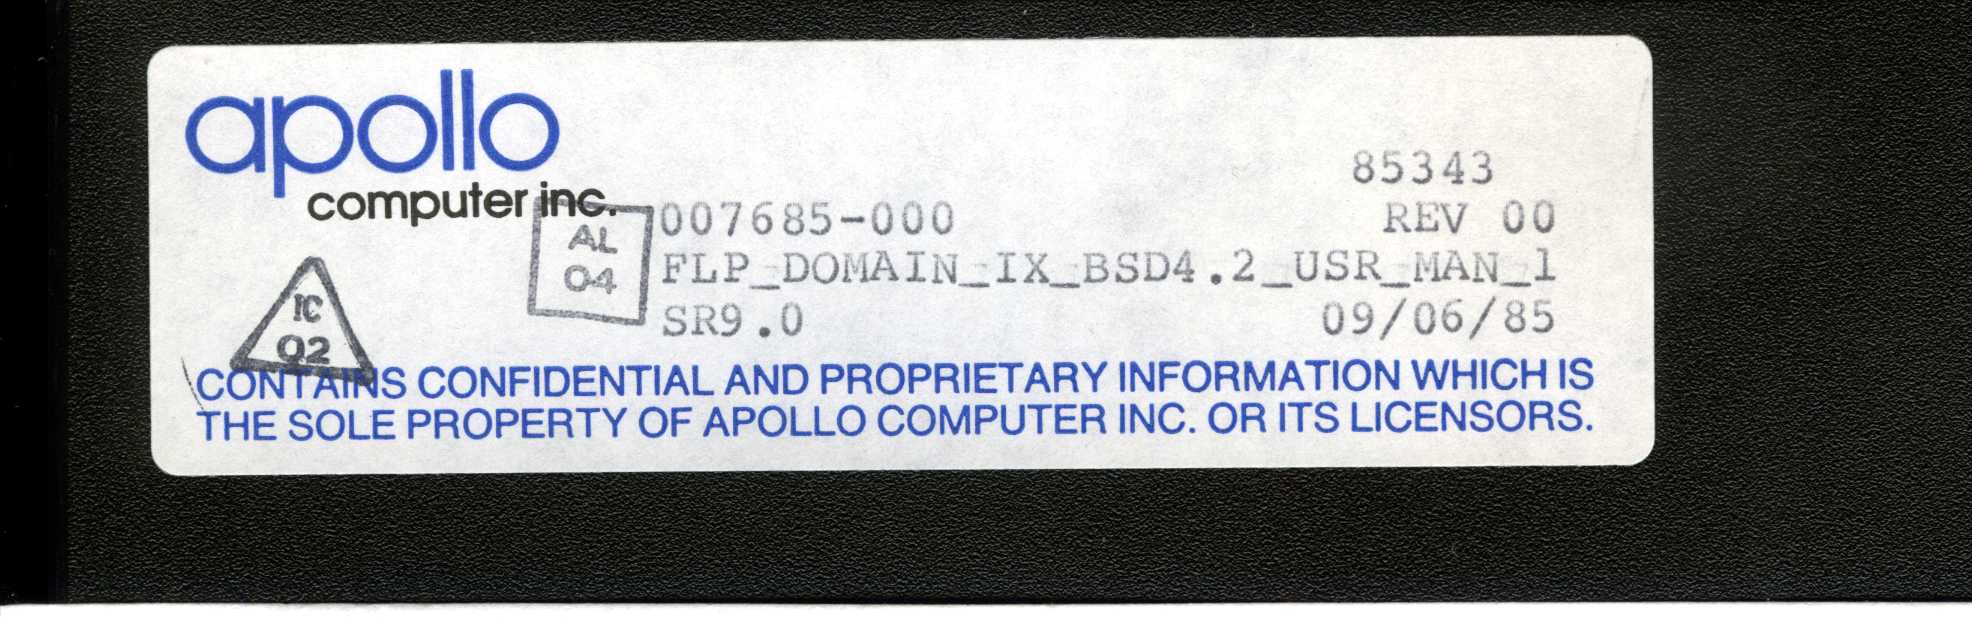 apollo
computer inc.
85343
007685-000 REV 00
AL
04
FLP_DOMAIN_IX_BSD4.2_USR_MAN_1
IC
02
SR9.0 09/06/85
CONTAINS CONFIDENTIAL AND PROPRIETARY INFORMATION WHICH IS
THE SOLE PROPERTY OF APOLLO COMPUTER INC. OR ITS LICENSORS.